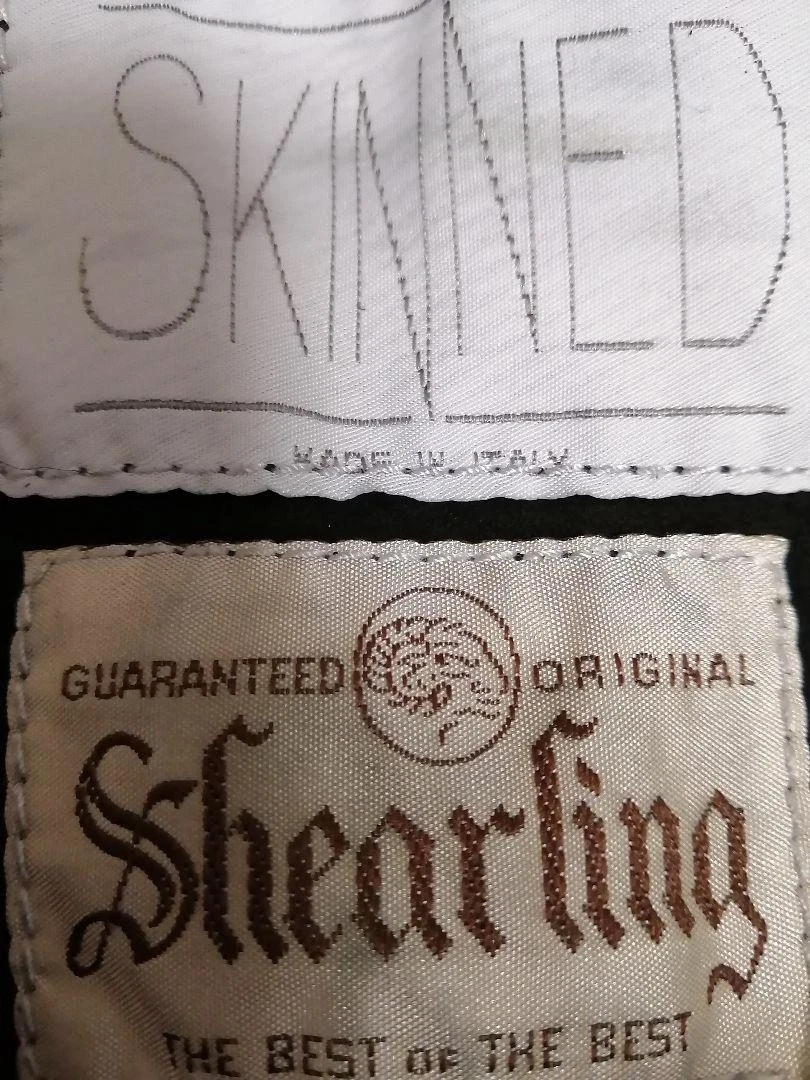 SKINNED
MADE IN ITALY
GUARANTEED ORIGINAL
Shearling
THE BEST OF THE BEST